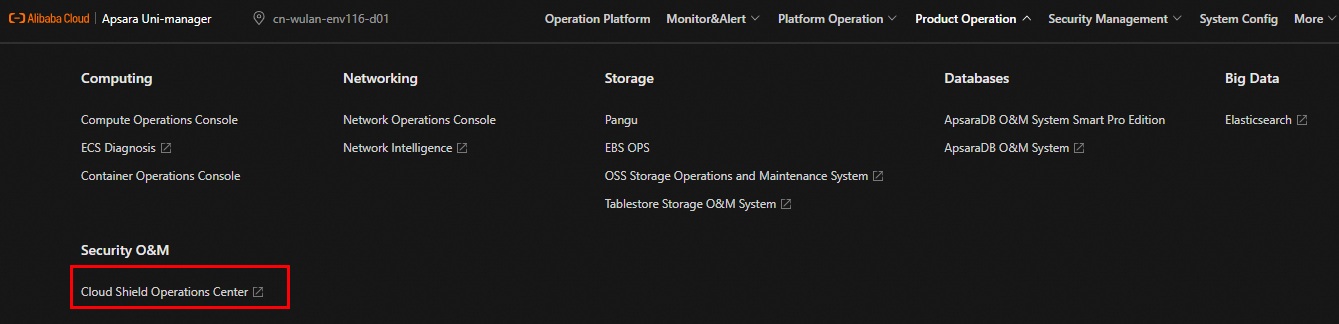 Alibaba Cloud | Apsara Uni-manager cn-wulan-env116-d01 Operation Platform Monitor&Alert Platform Operation Product Operation Security Management System Config More
Computing Networking Storage Databases Big Data
Compute Operations Console Network Operations Console Pangu ApsaraDB O&M System Smart Pro Edition Elasticsearch
ECS Diagnosis Network Intelligence EBS OPS ApsaraDB O&M System
Container Operations Console OSS Storage Operations and Maintenance System
Tablestore Storage O&M System
Security O&M
Cloud Shield Operations Center